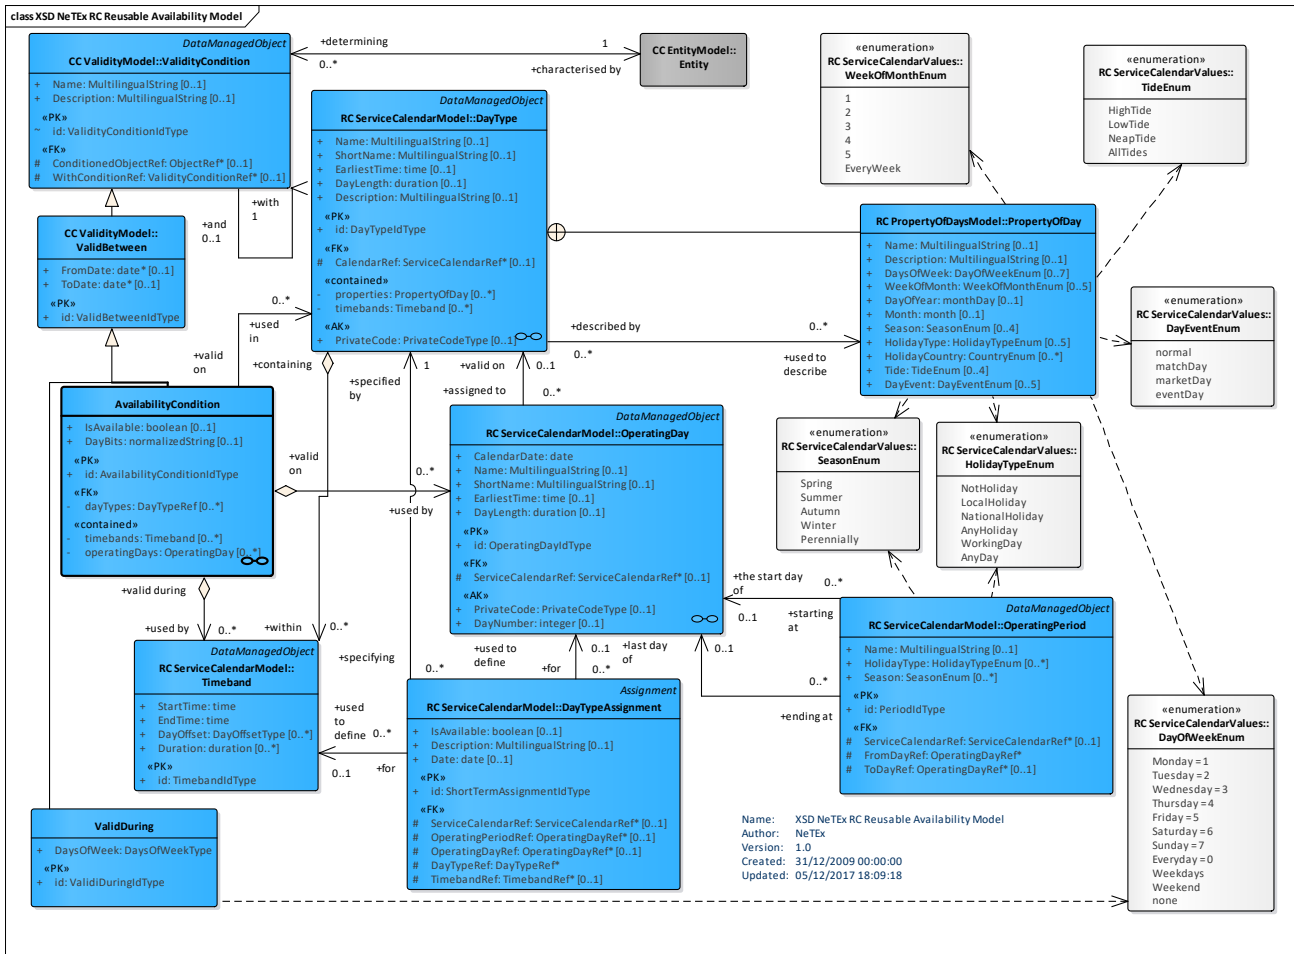 class XSD NeTEx RC Reusable Availability Model
DataManagedObject
CC ValidityModel::ValidityCondition
+ Name: MultilingualString [0..1]
+ Description: MultilingualString [0..1]
«PK»
~ id: ValidityConditionIdType
«FK»
# ConditionedObjectRef: ObjectRef* [0..1]
# WithConditionRef: ValidityConditionRef* [0..1]
+determining
0..*
1
+characterised by
CC EntityModel::
Entity
DataManagedObject
RC ServiceCalendarModel::DayType
+ Name: MultilingualString [0..1]
+ ShortName: MultilingualString [0..1]
+ EarliestTime: time [0..1]
+ DayLength: duration [0..1]
+ Description: MultilingualString [0..1]
«PK»
+ id: DayTypeIdType
«FK»
# CalendarRef: ServiceCalendarRef* [0..1]
«contained»
- properties: PropertyOfDay [0..*]
- timebands: Timeband [0..*]
«AK»
+ PrivateCode: PrivateCodeType [0..1]
«enumeration»
RC ServiceCalendarValues::
WeekOfMonthEnum
1
2
3
4
5
EveryWeek
«enumeration»
RC ServiceCalendarValues::
TideEnum
HighTide
LowTide
NeapTide
AllTides
+with
1
+and
0..1
CC ValidityModel::
ValidBetween
+ FromDate: date* [0..1]
+ ToDate: date* [0..1]
«PK»
+ id: ValidBetweenIdType
RC PropertyOfDaysModel::PropertyOfDay
+ Name: MultilingualString [0..1]
+ Description: MultilingualString [0..1]
+ DaysOfWeek: DayOfWeekEnum [0..7]
+ WeekOfMonth: WeekOfMonthEnum [0..5]
+ DayOfYear: monthDay [0..1]
+ Month: month [0..1]
+ Season: SeasonEnum [0..4]
+ HolidayType: HolidayTypeEnum [0..5]
+ HolidayCountry: CountryEnum [0..*]
+ Tide: TideEnum [0..4]
+ DayEvent: DayEventEnum [0..5]
«enumeration»
RC ServiceCalendarValues::
DayEventEnum
normal
matchDay
marketDay
eventDay
0..*
+used
in
+valid
on
+containing
+specified
by
1
+valid on
0..1
+described by
0..*
0..*
+used to
describe
+assigned to
0..*
AvailabilityCondition
+ IsAvailable: boolean [0..1]
+ DayBits: normalizedString [0..1]
«PK»
+ id: AvailabilityConditionIdType
«FK»
- dayTypes: DayTypeRef [0..*]
«contained»
- timebands: Timeband [0..*]
- operatingDays: OperatingDay [0..*]
+valid
on
0..*
+used by
DataManagedObject
RC ServiceCalendarModel::OperatingDay
+ CalendarDate: date
+ Name: MultilingualString [0..1]
+ ShortName: MultilingualString [0..1]
+ EarliestTime: time [0..1]
+ DayLength: duration [0..1]
«PK»
+ id: OperatingDayIdType
«FK»
# ServiceCalendarRef: ServiceCalendarRef* [0..1]
«AK»
+ PrivateCode: PrivateCodeType [0..1]
+ DayNumber: integer [0..1]
«enumeration»
RC ServiceCalendarValues::
SeasonEnum
Spring
Summer
Autumn
Winter
Perennially
«enumeration»
RC ServiceCalendarValues::
HolidayTypeEnum
NotHoliday
LocalHoliday
NationalHoliday
AnyHoliday
WorkingDay
AnyDay
+valid during
+used by
0..*
+within
0..*
+the start day
of
0..*
0..1
+starting
at
DataManagedObject
RC ServiceCalendarModel::OperatingPeriod
+ Name: MultilingualString [0..1]
+ HolidayType: HolidayTypeEnum [0..*]
+ Season: SeasonEnum [0..*]
«PK»
+ id: PeriodIdType
«FK»
# ServiceCalendarRef: ServiceCalendarRef* [0..1]
# FromDayRef: OperatingDayRef*
# ToDayRef: OperatingDayRef* [0..1]
DataManagedObject
RC ServiceCalendarModel::
Timeband
+ StartTime: time
+ EndTime: time
+ DayOffset: DayOffsetType [0..*]
+ Duration: duration [0..*]
«PK»
+ id: TimebandIdType
+specifying
0..*
+used to
define
0..1
+last day
of
+for
0..*
0..1
0..*
+ending at
+used
to
define
0..*
0..1
+for
Assignment
RC ServiceCalendarModel::DayTypeAssignment
+ IsAvailable: boolean [0..1]
+ Description: MultilingualString [0..1]
+ Date: date [0..1]
«PK»
+ id: ShortTermAssignmentIdType
«FK»
# ServiceCalendarRef: ServiceCalendarRef* [0..1]
# OperatingPeriodRef: OperatingDayRef* [0..1]
# OperatingDayRef: OperatingDayRef* [0..1]
# DayTypeRef: DayTypeRef*
# TimebandRef: TimebandRef* [0..1]
«enumeration»
RC ServiceCalendarValues::
DayOfWeekEnum
Monday = 1
Tuesday = 2
Wednesday = 3
Thursday = 4
Friday = 5
Saturday = 6
Sunday = 7
Everyday = 0
Weekdays
Weekend
none
ValidDuring
+ DaysOfWeek: DaysOfWeekType
«PK»
+ id: ValidiDuringIdType
Name: XSD NeTEx RC Reusable Availability Model
Author: NeTEx
Version: 1.0
Created: 31/12/2009 00:00:00
Updated: 05/12/2017 18:09:18